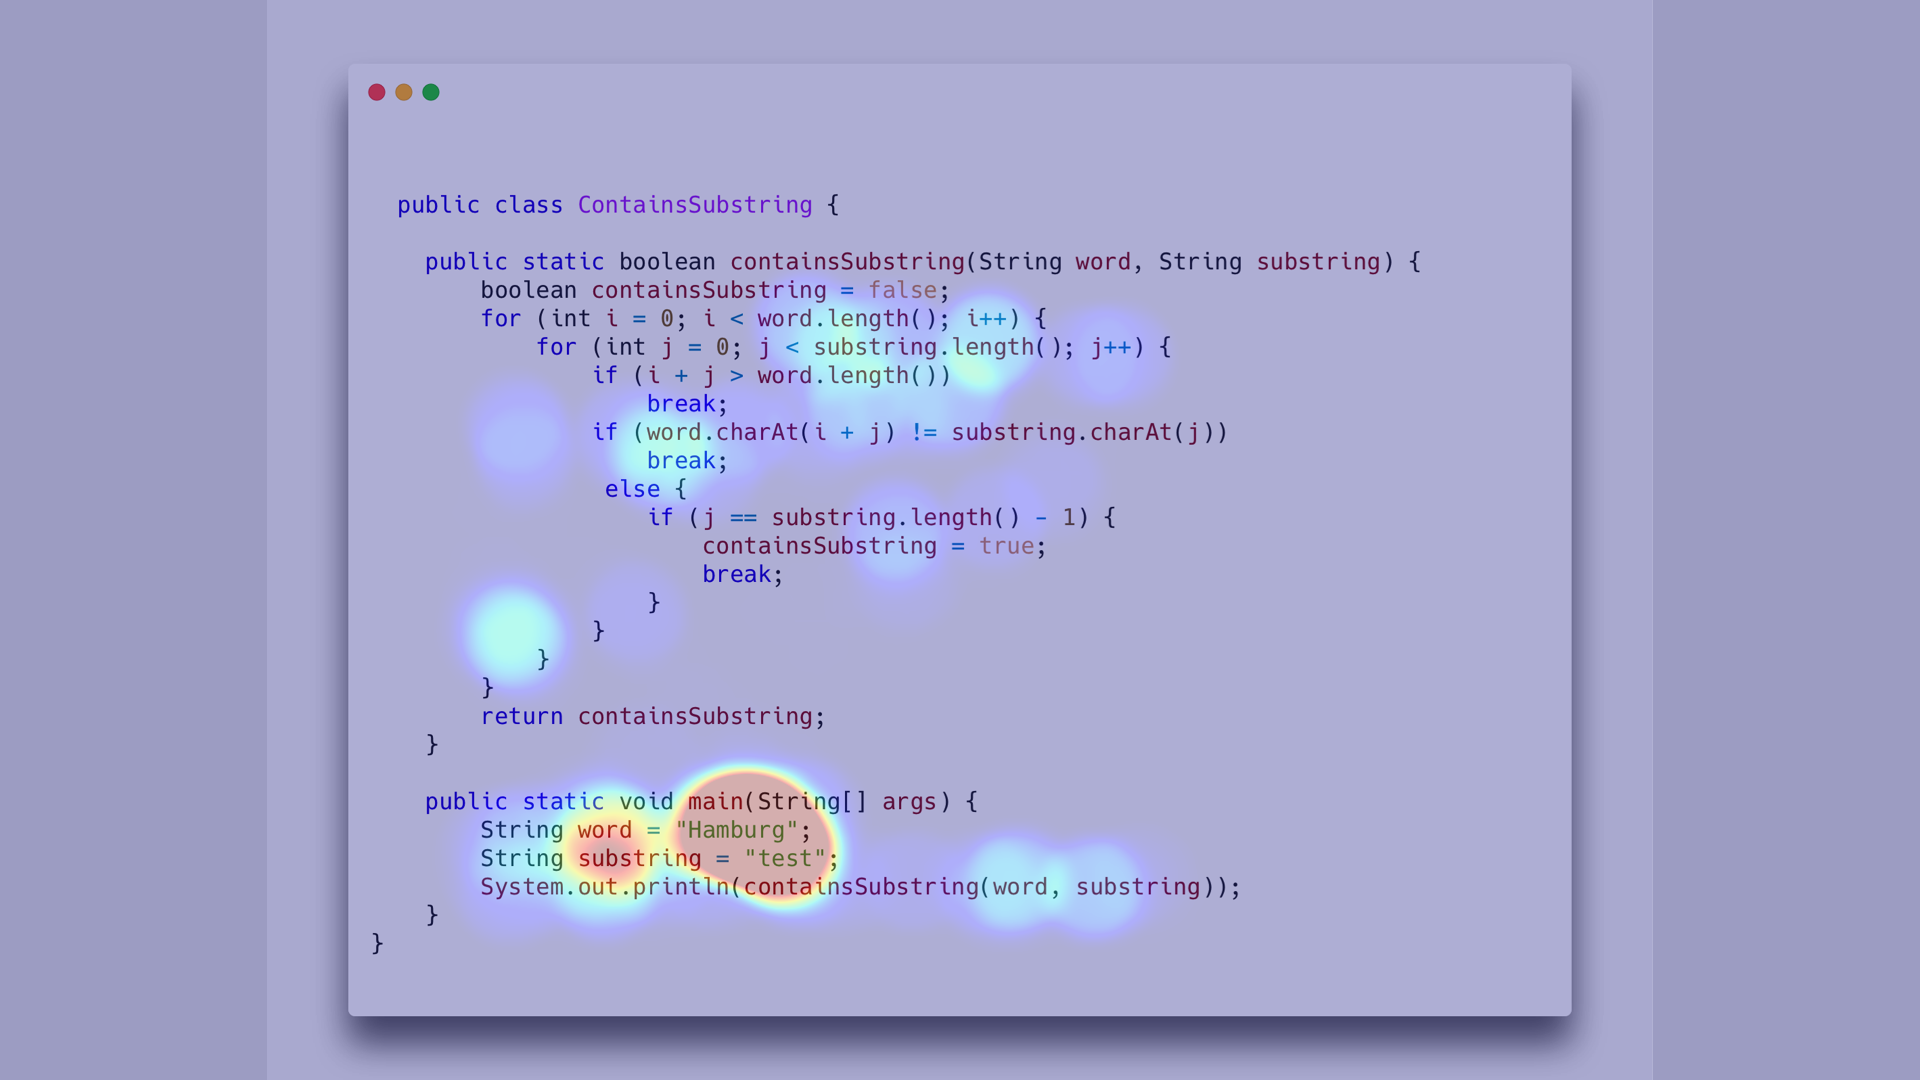 public class ContainsSubstring {
public static boolean containsSubstring(String word, String substring) {
boolean containsSubstring = false;
for (int i = 0; i < word.length(); i++) {
for (int j = 0; j < substring.length(); j++) {
if (i + j > word.length())
break;
if (word.charAt(i + j) != substring.charAt(j))
break;
else {
if (j == substring.length() - 1) {
containsSubstring = true;
break;
}
}
}
}
return containsSubstring;
}
public static void main(String[] args) {
String word = "Hamburg";
String substring = "test";
System.out.println(containsSubstring(word, substring));
}
}